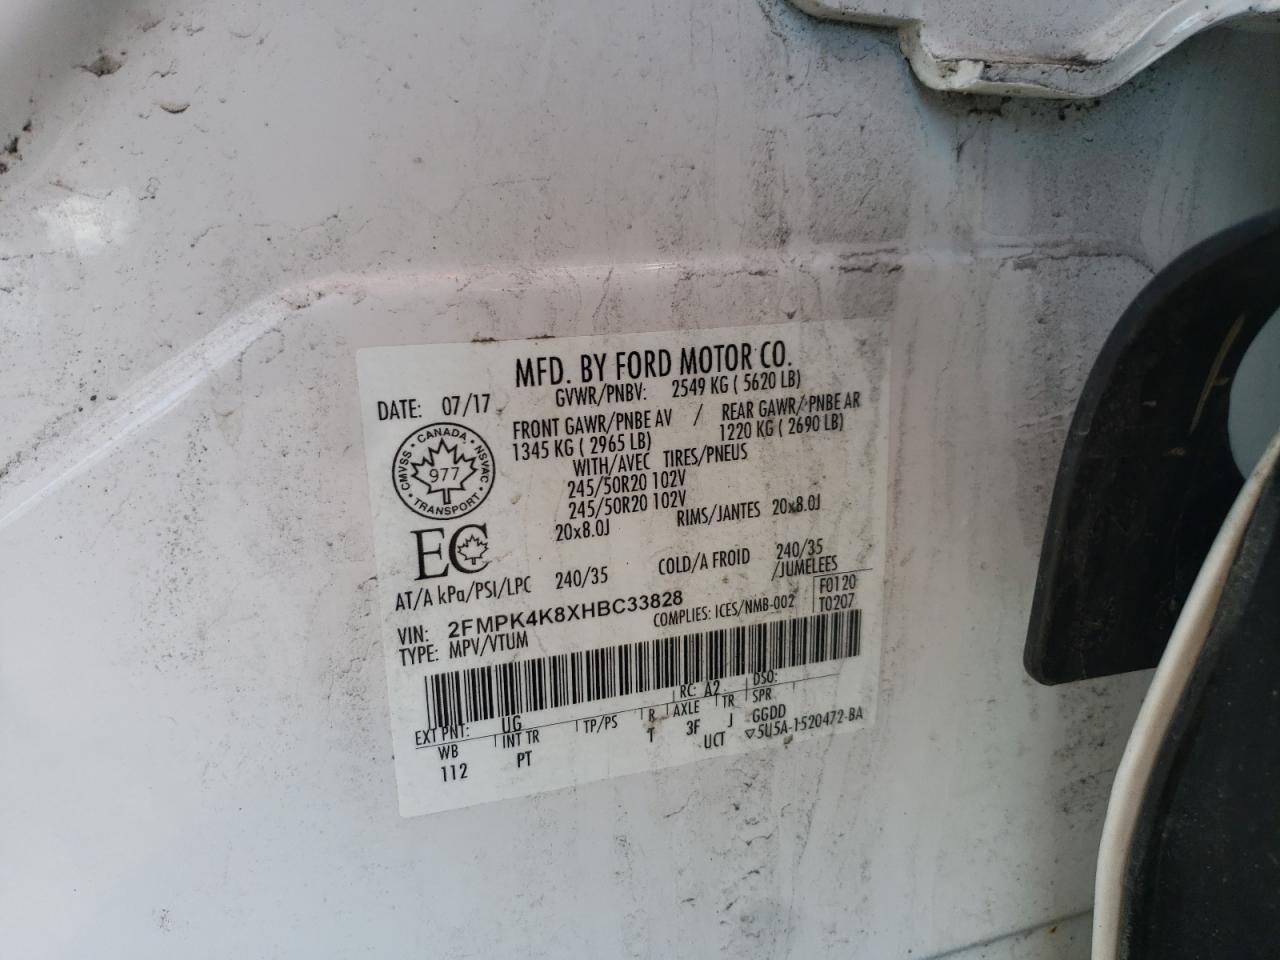 MFD. BY FORD MOTOR CO.
DATE: 07/17
GVWR/PNBV: 2549 KG ( 5620 LB)
FRONT GAWR/PNBE AV / REAR GAWR/PNBE AR
1345 KG ( 2965 LB) 1220 KG ( 2690 LB)
WITH/AVEC TIRES/PNEUS
245/50R20 102V
245/50R20 102V
20x8.0J RIMS/JANTES 20x8.0J
CMVSS • CANADA • NSVAC • TRANSPORT •
977
EC
AT/A kPa/PSI/LPC 240/35 COLD/A FROID 240/35
/JUMELEES
VIN: 2FMPK4K8XHBC33828
F0120
TYPE: MPV/VTUM COMPLIES: ICES/NMB-002 T0207
EXT PNT: UG RC: A2 DSO:
WB INT TR TP/PS R AXLE TR SPR
112 PT T 3F J GGDD
UCT ▽5U5A-1520472-BA